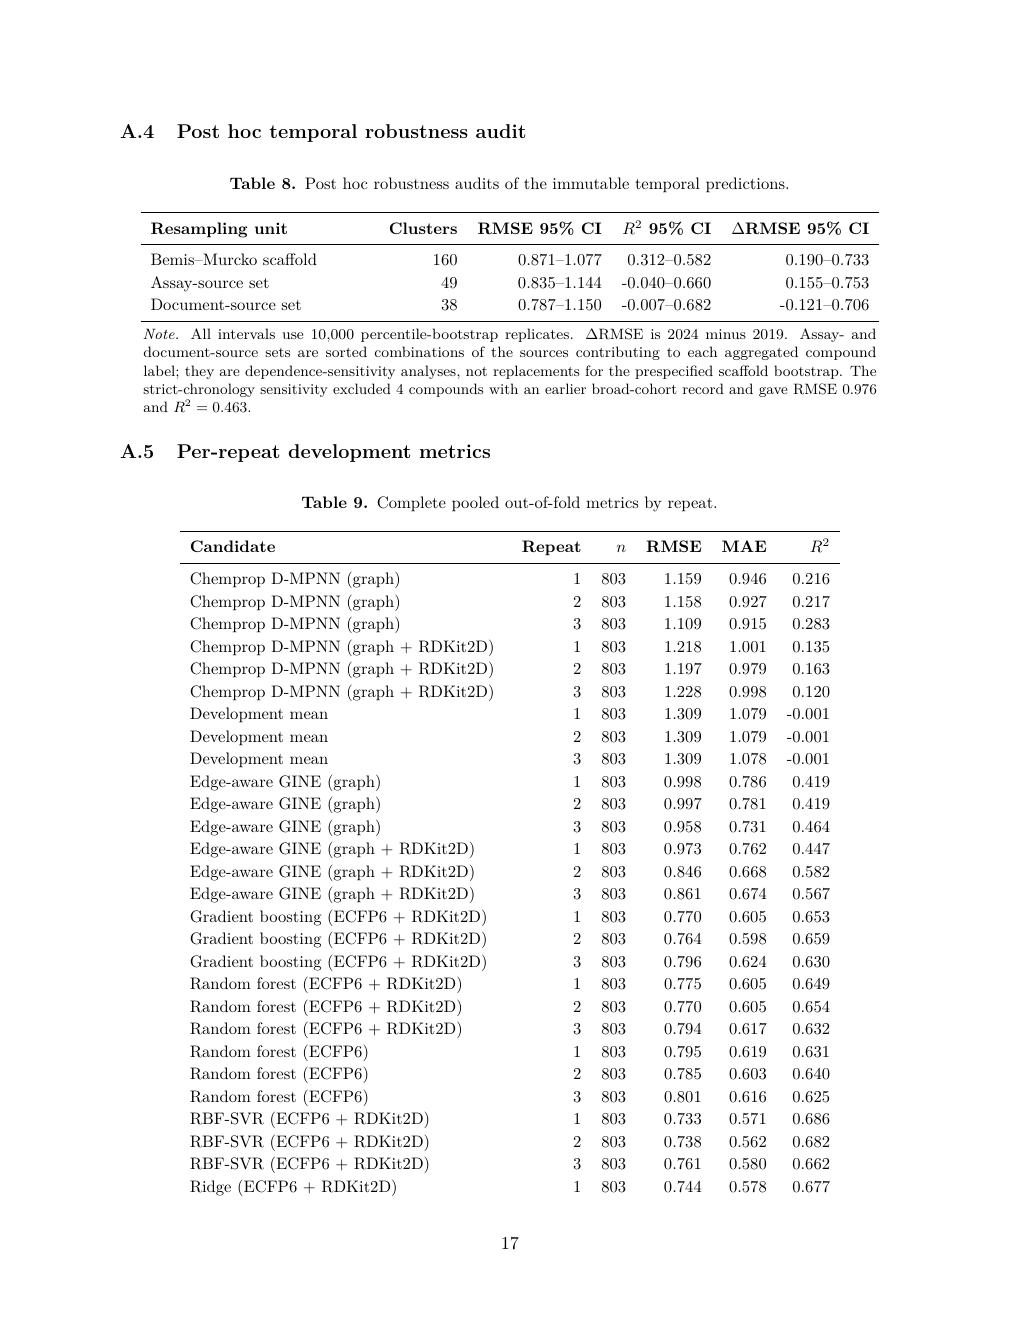 A.4 Post hoc temporal robustness audit
Table 8. Post hoc robustness audits of the immutable temporal predictions.
Resampling unit Clusters RMSE 95% CI R² 95% CI ΔRMSE 95% CI
Bemis–Murcko scaffold 160 0.871–1.077 0.312–0.582 0.190–0.733
Assay-source set 49 0.835–1.144 -0.040–0.660 0.155–0.753
Document-source set 38 0.787–1.150 -0.007–0.682 -0.121–0.706
Note. All intervals use 10,000 percentile-bootstrap replicates. ΔRMSE is 2024 minus 2019. Assay- and
document-source sets are sorted combinations of the sources contributing to each aggregated compound
label; they are dependence-sensitivity analyses, not replacements for the prespecified scaffold bootstrap. The
strict-chronology sensitivity excluded 4 compounds with an earlier broad-cohort record and gave RMSE 0.976
and R² = 0.463.
A.5 Per-repeat development metrics
Table 9. Complete pooled out-of-fold metrics by repeat.
Candidate Repeat n RMSE MAE R²
Chemprop D-MPNN (graph) 1 803 1.159 0.946 0.216
Chemprop D-MPNN (graph) 2 803 1.158 0.927 0.217
Chemprop D-MPNN (graph) 3 803 1.109 0.915 0.283
Chemprop D-MPNN (graph + RDKit2D) 1 803 1.218 1.001 0.135
Chemprop D-MPNN (graph + RDKit2D) 2 803 1.197 0.979 0.163
Chemprop D-MPNN (graph + RDKit2D) 3 803 1.228 0.998 0.120
Development mean 1 803 1.309 1.079 -0.001
Development mean 2 803 1.309 1.079 -0.001
Development mean 3 803 1.309 1.078 -0.001
Edge-aware GINE (graph) 1 803 0.998 0.786 0.419
Edge-aware GINE (graph) 2 803 0.997 0.781 0.419
Edge-aware GINE (graph) 3 803 0.958 0.731 0.464
Edge-aware GINE (graph + RDKit2D) 1 803 0.973 0.762 0.447
Edge-aware GINE (graph + RDKit2D) 2 803 0.846 0.668 0.582
Edge-aware GINE (graph + RDKit2D) 3 803 0.861 0.674 0.567
Gradient boosting (ECFP6 + RDKit2D) 1 803 0.770 0.605 0.653
Gradient boosting (ECFP6 + RDKit2D) 2 803 0.764 0.598 0.659
Gradient boosting (ECFP6 + RDKit2D) 3 803 0.796 0.624 0.630
Random forest (ECFP6 + RDKit2D) 1 803 0.775 0.605 0.649
Random forest (ECFP6 + RDKit2D) 2 803 0.770 0.605 0.654
Random forest (ECFP6 + RDKit2D) 3 803 0.794 0.617 0.632
Random forest (ECFP6) 1 803 0.795 0.619 0.631
Random forest (ECFP6) 2 803 0.785 0.603 0.640
Random forest (ECFP6) 3 803 0.801 0.616 0.625
RBF-SVR (ECFP6 + RDKit2D) 1 803 0.733 0.571 0.686
RBF-SVR (ECFP6 + RDKit2D) 2 803 0.738 0.562 0.682
RBF-SVR (ECFP6 + RDKit2D) 3 803 0.761 0.580 0.662
Ridge (ECFP6 + RDKit2D) 1 803 0.744 0.578 0.677
17